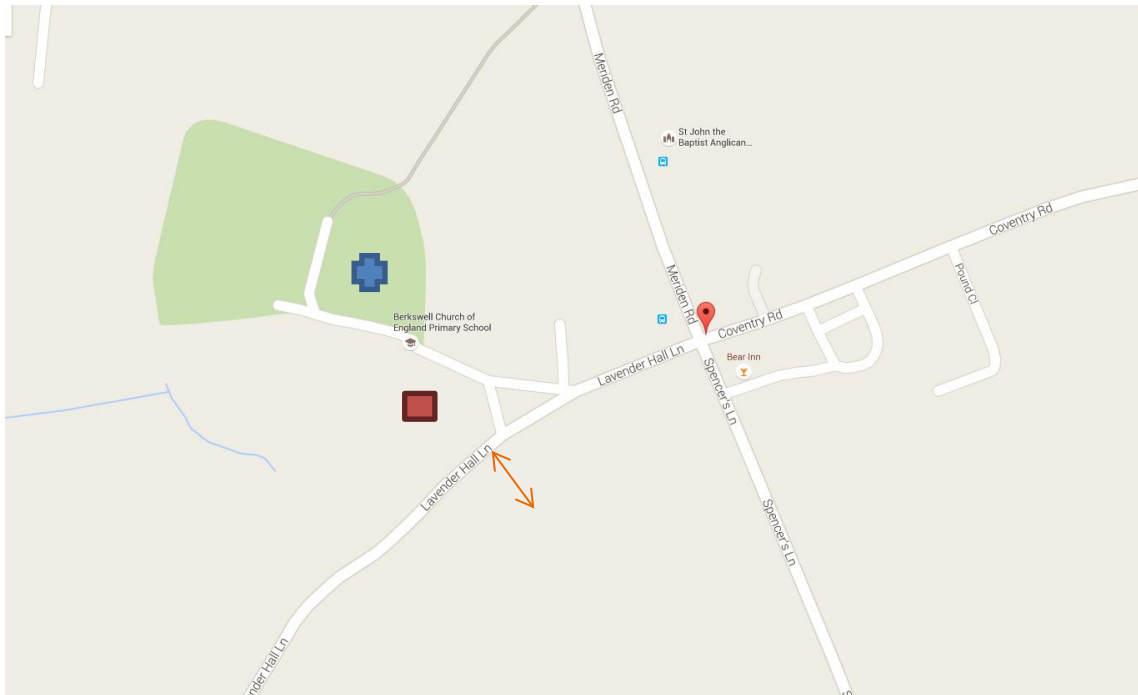 Meriden Rd
St John the
Baptist Anglican...
Coventry Rd
Meriden Rd
Pound Cl
Berkswell Church of
England Primary School
Coventry Rd
Lavender Hall Ln
Bear Inn
Spencer's Ln
Lavender Hall Ln
Spencer's Ln
nder Hall Ln
S